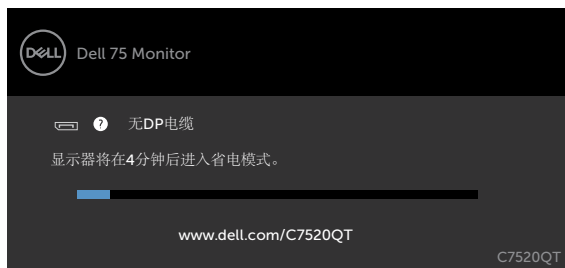 DELL
Dell 75 Monitor
? 无DP电缆
显示器将在4分钟后进入省电模式。
www.dell.com/C7520QT
C7520QT